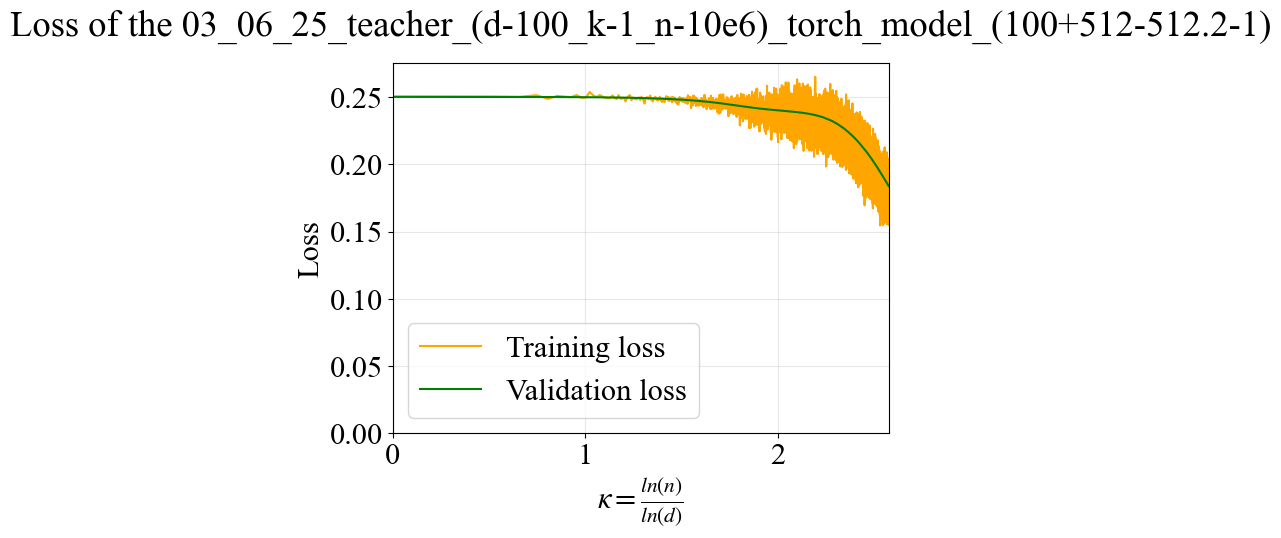 Loss of the 03_06_25_teacher_(d-100_k-1_n-10e6)_torch_model_(100+512-512.2-1)
0.25
0.20
0.15
0.10
0.05
0.00
Loss
Training loss
Validation loss
0 1 2
κ = ln(n)/ln(d)